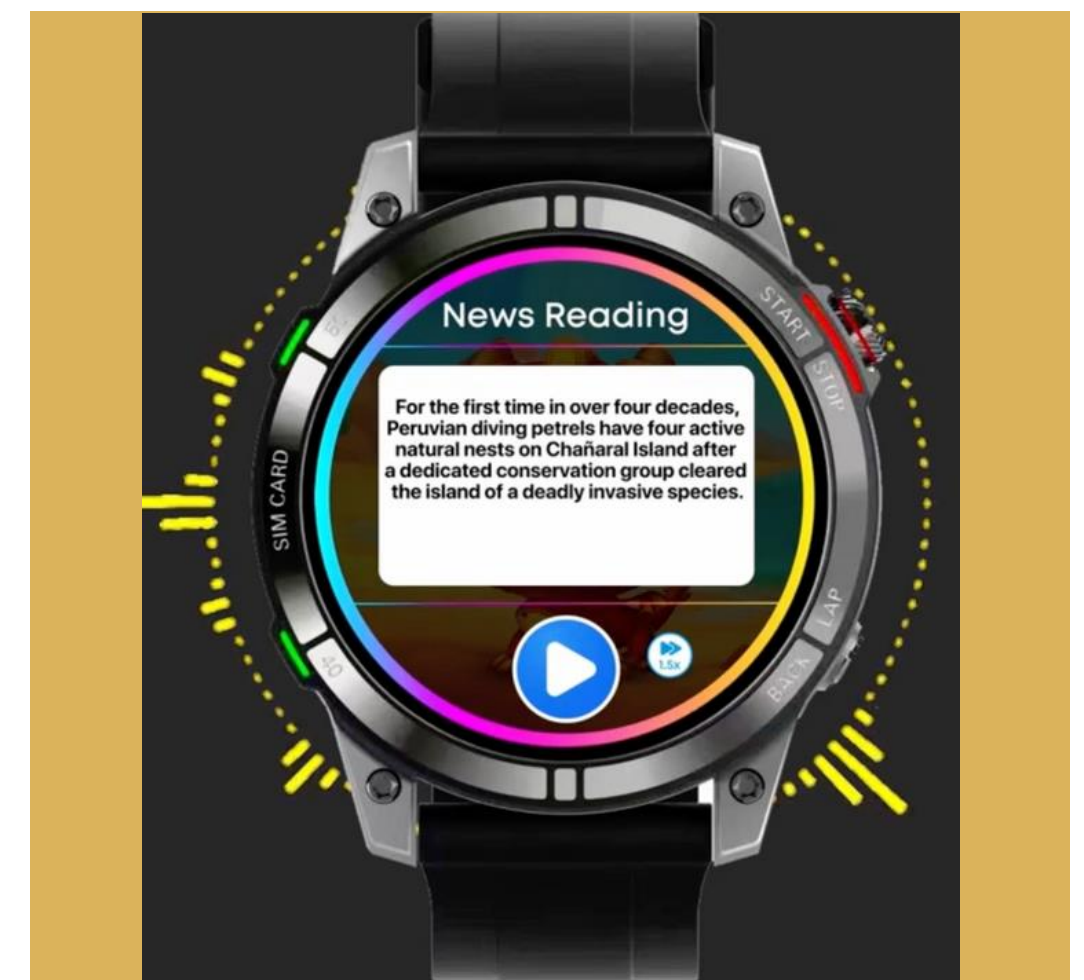 News Reading
START
STOP
For the first time in over four decades,
Peruvian diving petrels have four active
natural nests on Chañaral Island after
a dedicated conservation group cleared
the island of a deadly invasive species.
SIM CARD
LAP
40
BACK
1.5x